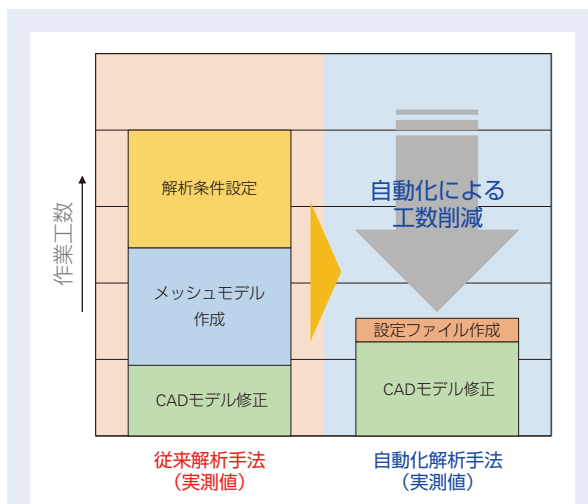 作業工数
解析条件設定
メッシュモデル
作成
CADモデル修正
自動化による
工数削減
設定ファイル作成
CADモデル修正
従来解析手法
（実測値）
自動化解析手法
（実測値）